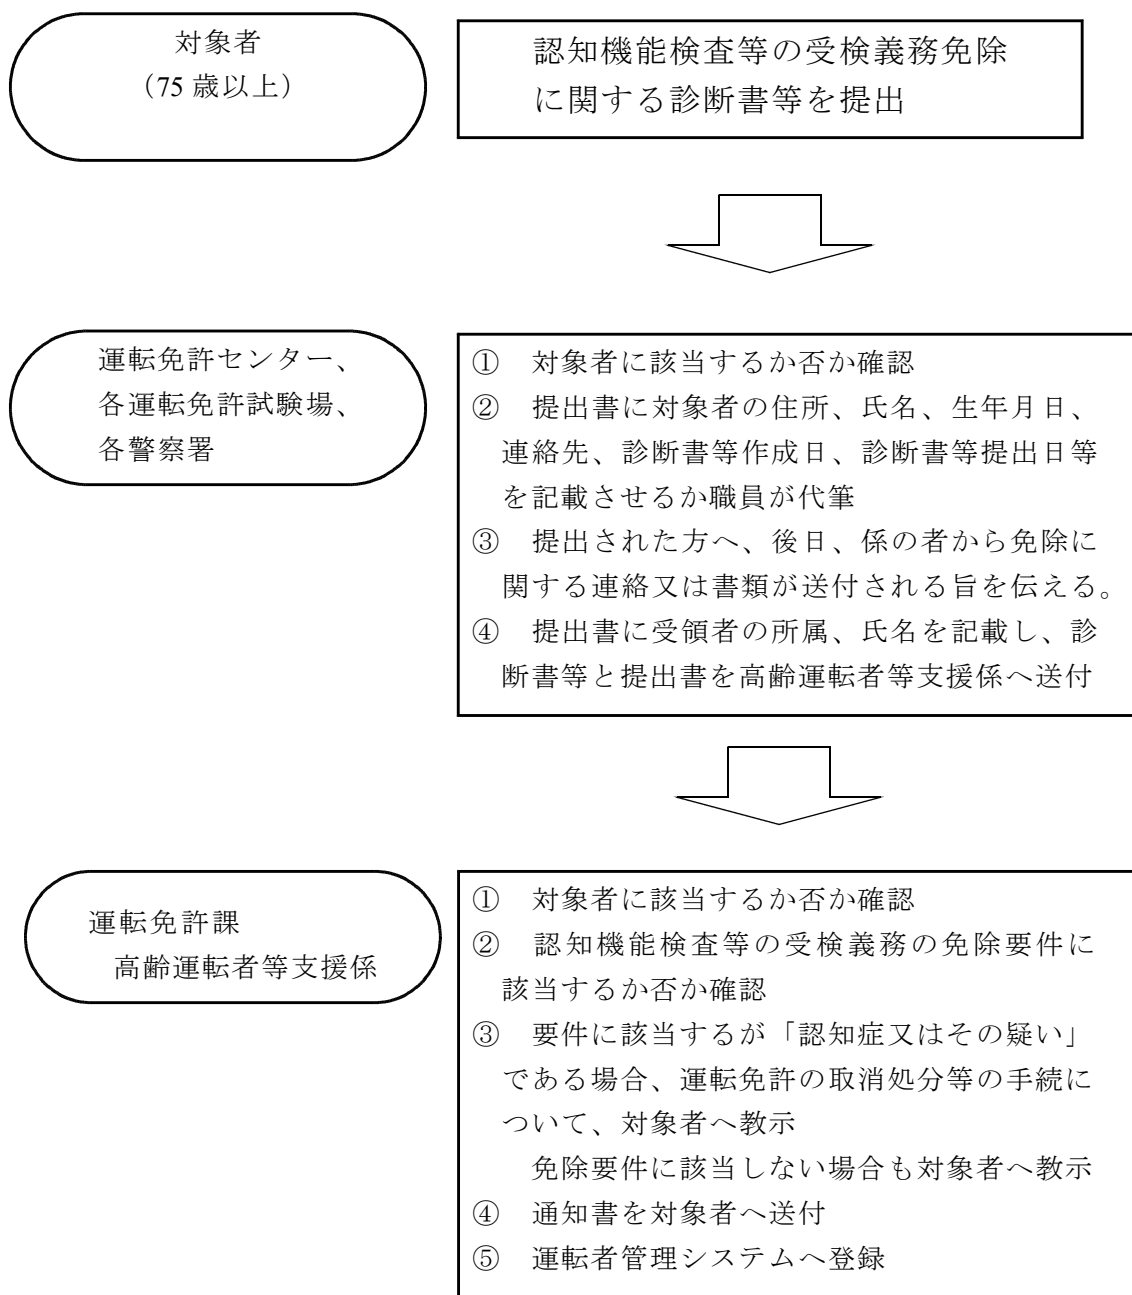 対象者
（75歳以上）
認知機能検査等の受検義務免除
に関する診断書等を提出
運転免許センター、
各運転免許試験場、
各警察署
①　対象者に該当するか否か確認
②　提出書に対象者の住所、氏名、生年月日、
連絡先、診断書等作成日、診断書等提出日等
を記載させるか職員が代筆
③　提出された方へ、後日、係の者から免除に
関する連絡又は書類が送付される旨を伝える。
④　提出書に受領者の所属、氏名を記載し、診
断書等と提出書を高齢運転者等支援係へ送付
運転免許課
高齢運転者等支援係
①　対象者に該当するか否か確認
②　認知機能検査等の受検義務の免除要件に
該当するか否か確認
③　要件に該当するが「認知症又はその疑い」
である場合、運転免許の取消処分等の手続に
ついて、対象者へ教示
免除要件に該当しない場合も対象者へ教示
④　通知書を対象者へ送付
⑤　運転者管理システムへ登録